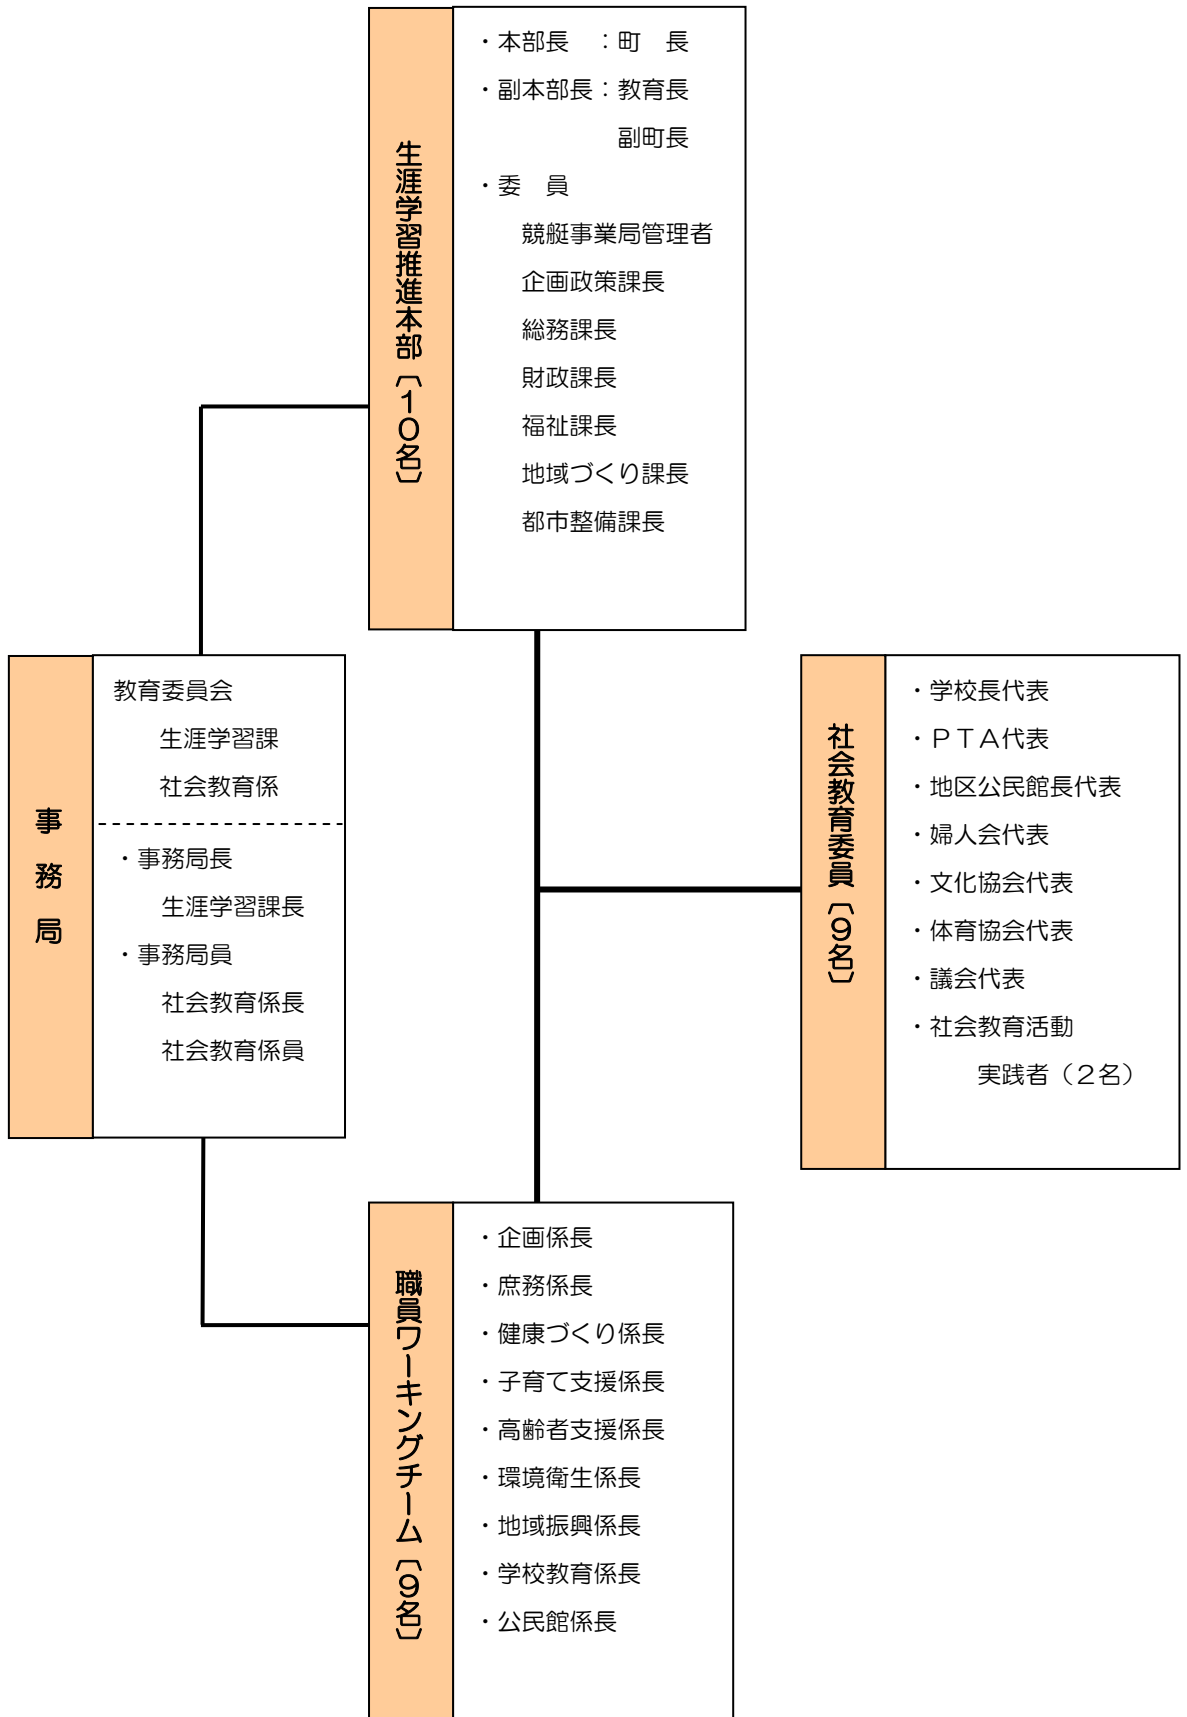 生涯学習推進本部〔１０名〕
・本部長　：町　長
・副本部長：教育長
副町長
・委　員
競艇事業局管理者
企画政策課長
総務課長
財政課長
福祉課長
地域づくり課長
都市整備課長
事　務　局
教育委員会
生涯学習課
社会教育係
・事務局長
生涯学習課長
・事務局員
社会教育係長
社会教育係員
社会教育委員〔９名〕
・学校長代表
・ＰＴＡ代表
・地区公民館長代表
・婦人会代表
・文化協会代表
・体育協会代表
・議会代表
・社会教育活動
実践者（２名）
職員ワーキングチーム〔９名〕
・企画係長
・庶務係長
・健康づくり係長
・子育て支援係長
・高齢者支援係長
・環境衛生係長
・地域振興係長
・学校教育係長
・公民館係長